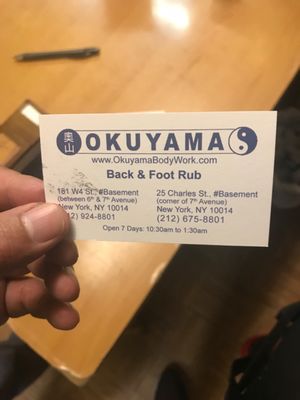 奥山 OKUYAMA
www.OkuyamaBodyWork.com
Back & Foot Rub
181 W4 St., #Basement
(between 6th & 7th Avenue)
New York, NY 10014
(212) 924-8801
25 Charles St., #Basement
(corner of 7th Avenue)
New York, NY 10014
(212) 675-8801
Open 7 Days: 10:30am to 1:30am